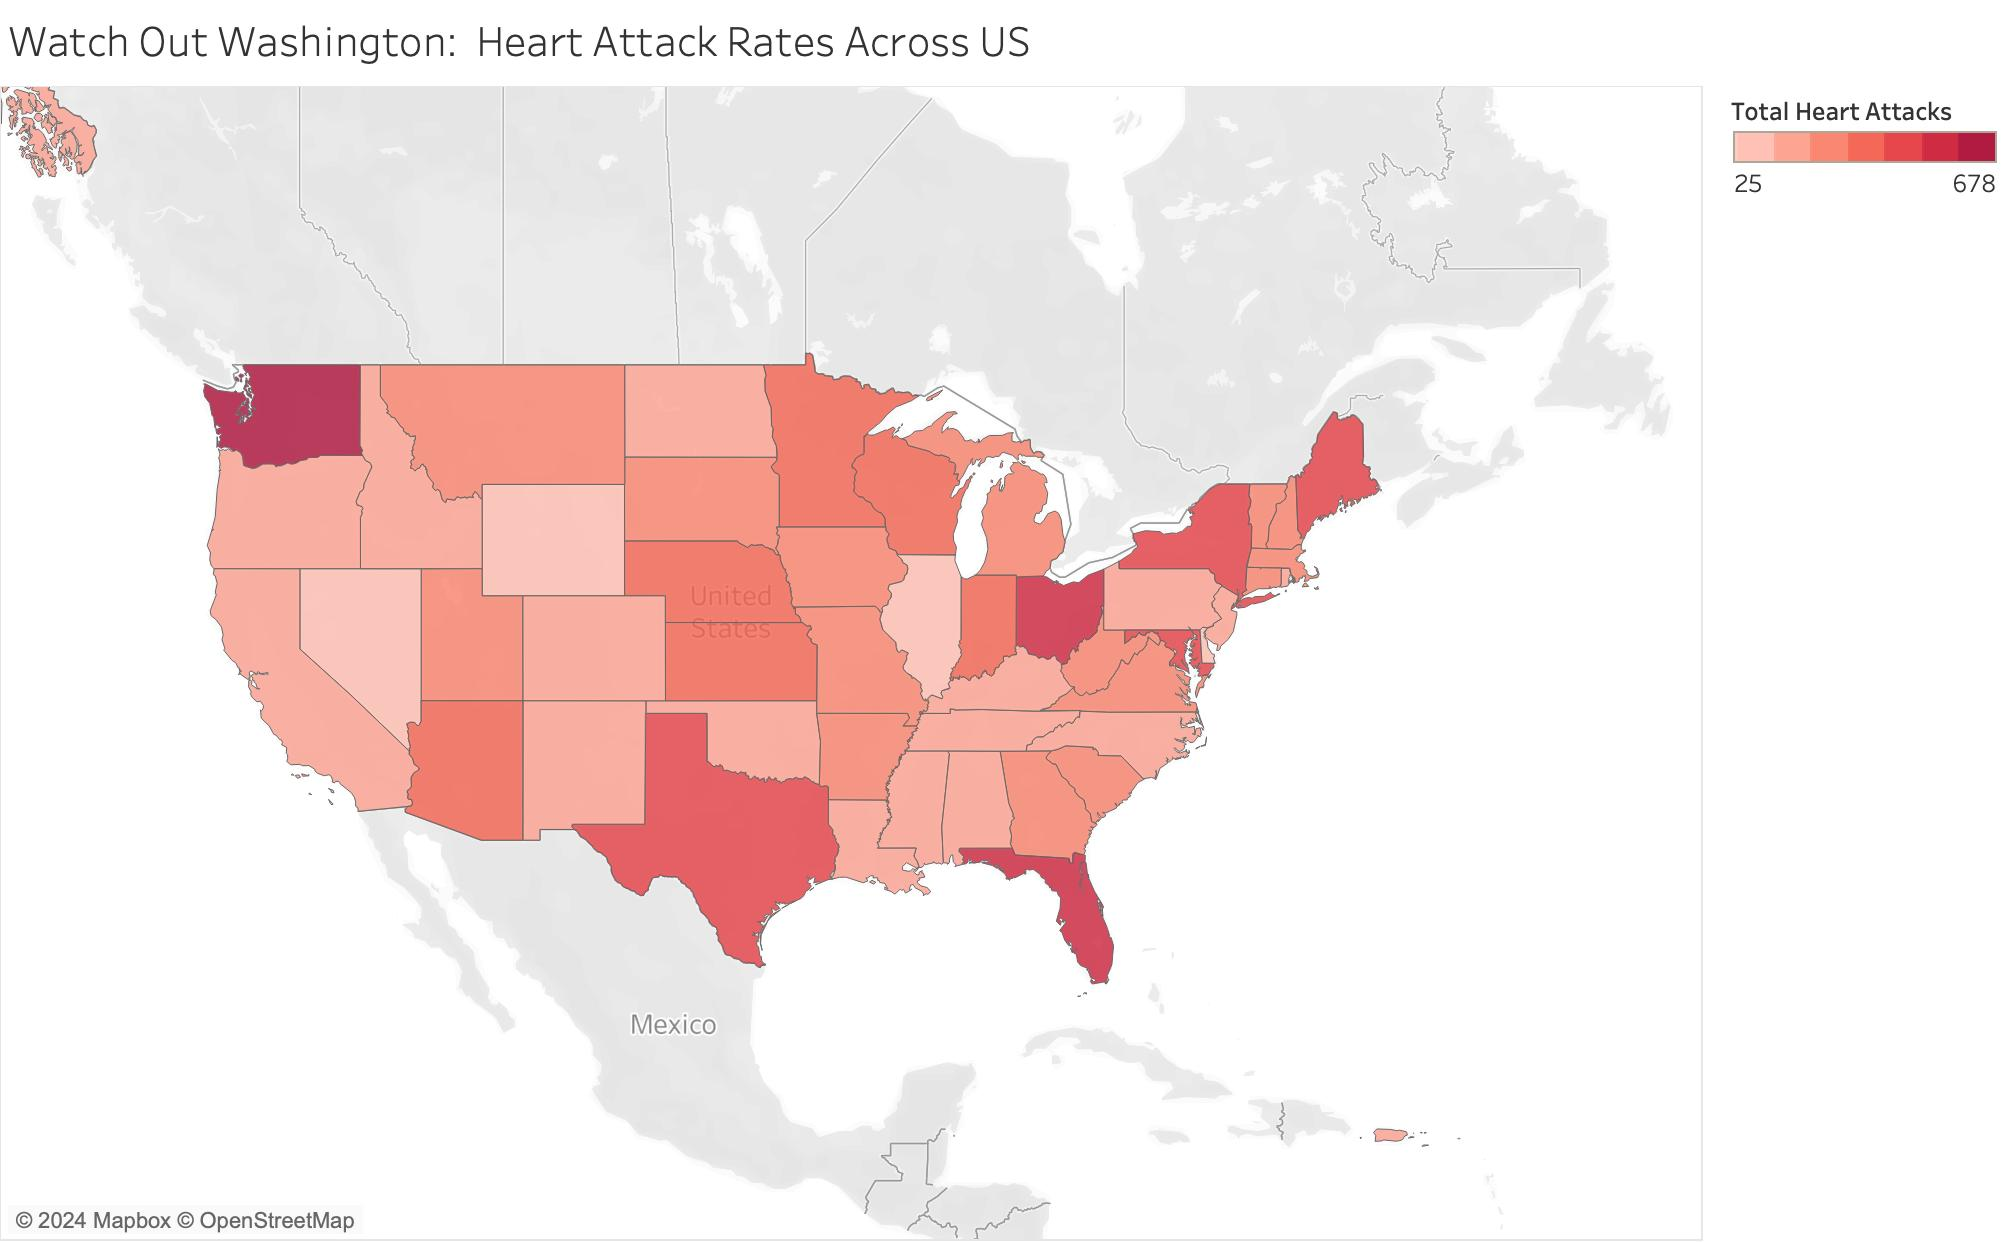 Watch Out Washington:  Heart Attack Rates Across US
Total Heart Attacks
25 678
United
States
Mexico
© 2024 Mapbox © OpenStreetMap